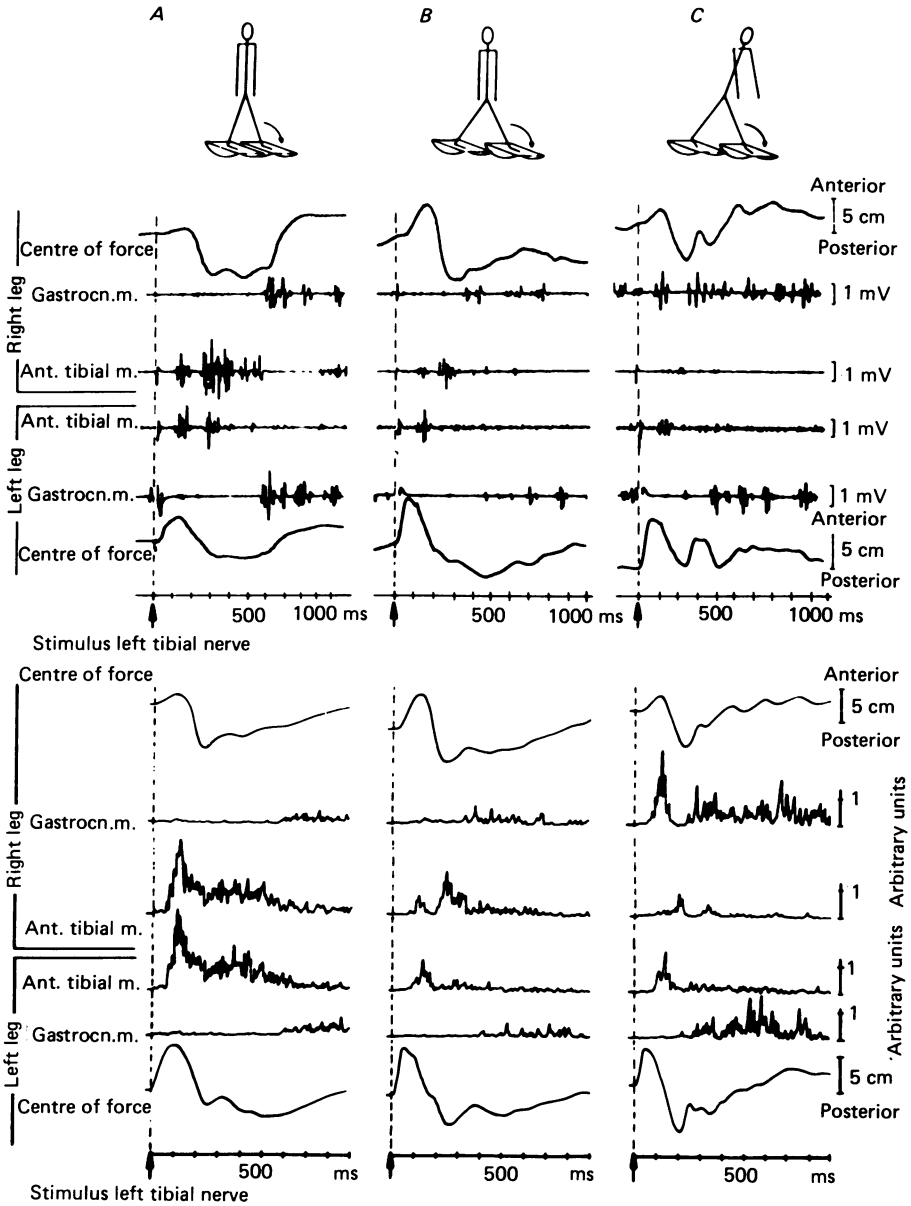 A B C
Anterior
5 cm
Posterior
Right leg
Centre of force
Gastrocn.m.
1 mV
Ant. tibial m.
1 mV
Left leg
Ant. tibial m.
1 mV
Gastrocn.m.
1 mV
Anterior
Centre of force
5 cm
Posterior
500 1000 ms 500 1000 ms 500 1000 ms
Stimulus left tibial nerve
Centre of force
Anterior
5 cm
Posterior
Right leg
Gastrocn.m.
1
Arbitrary units
Ant. tibial m.
1
Left leg
Ant. tibial m.
1
Arbitrary units
Gastrocn.m.
1
Centre of force
5 cm
Posterior
500 ms 500 ms 500 ms
Stimulus left tibial nerve